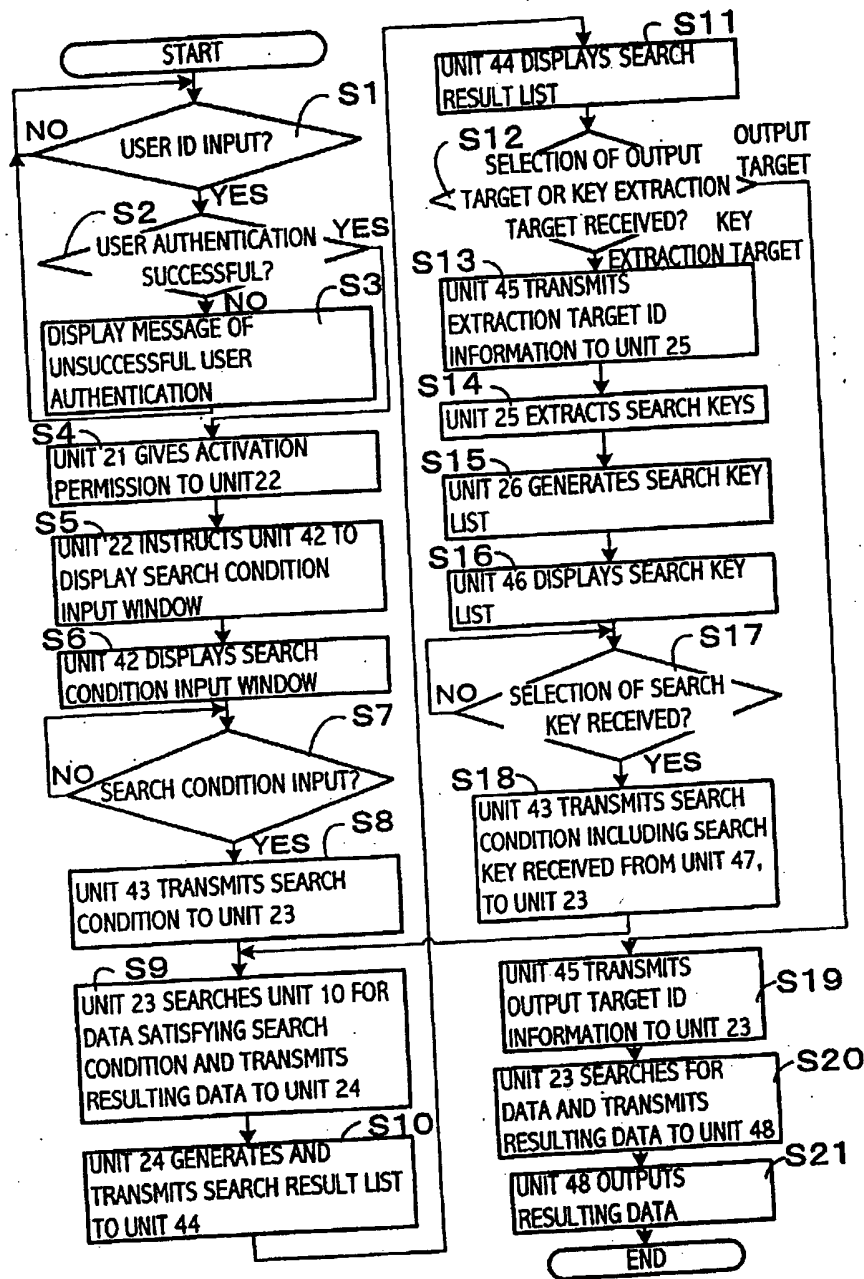 START
S1
NO
USER ID INPUT?
YES
S2
YES
USER AUTHENTICATION
SUCCESSFUL?
NO
S3
DISPLAY MESSAGE OF
UNSUCCESSFUL USER
AUTHENTICATION
S4
UNIT 21 GIVES ACTIVATION
PERMISSION TO UNIT22
S5
UNIT 22 INSTRUCTS UNIT 42 TO
DISPLAY SEARCH CONDITION
INPUT WINDOW
S6
UNIT 42 DISPLAYS SEARCH
CONDITION INPUT WINDOW
S7
NO
SEARCH CONDITION INPUT?
YES
S8
UNIT 43 TRANSMITS SEARCH
CONDITION TO UNIT 23
S9
UNIT 23 SEARCHES UNIT 10 FOR
DATA SATISFYING SEARCH
CONDITION AND TRANSMITS
RESULTING DATA TO UNIT 24
S10
UNIT 24 GENERATES AND
TRANSMITS SEARCH RESULT LIST
TO UNIT 44
S11
UNIT 44 DISPLAYS SEARCH
RESULT LIST
S12
OUTPUT
TARGET
SELECTION OF OUTPUT
TARGET OR KEY EXTRACTION
TARGET RECEIVED?
KEY
EXTRACTION TARGET
S13
UNIT 45 TRANSMITS
EXTRACTION TARGET ID
INFORMATION TO UNIT 25
S14
UNIT 25 EXTRACTS SEARCH KEYS
S15
UNIT 26 GENERATES SEARCH KEY
LIST
S16
UNIT 46 DISPLAYS SEARCH KEY
LIST
S17
NO
SELECTION OF SEARCH
KEY RECEIVED?
YES
S18
UNIT 43 TRANSMITS SEARCH
CONDITION INCLUDING SEARCH
KEY RECEIVED FROM UNIT 47,
TO UNIT 23
UNIT 45 TRANSMITS
OUTPUT TARGET ID
INFORMATION TO UNIT 23
S19
UNIT 23 SEARCHES FOR
DATA AND TRANSMITS
RESULTING DATA TO UNIT 48
S20
UNIT 48 OUTPUTS
RESULTING DATA
S21
END